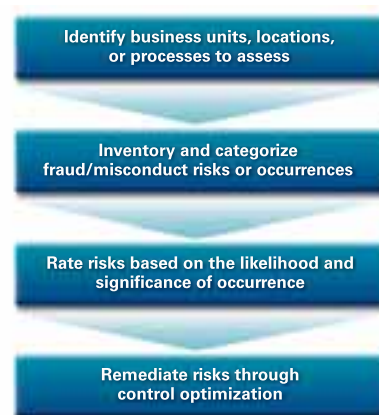 Identify business units, locations,
or processes to assess
Inventory and categorize
fraud/misconduct risks or occurrences
Rate risks based on the likelihood and
significance of occurrence
Remediate risks through
control optimization